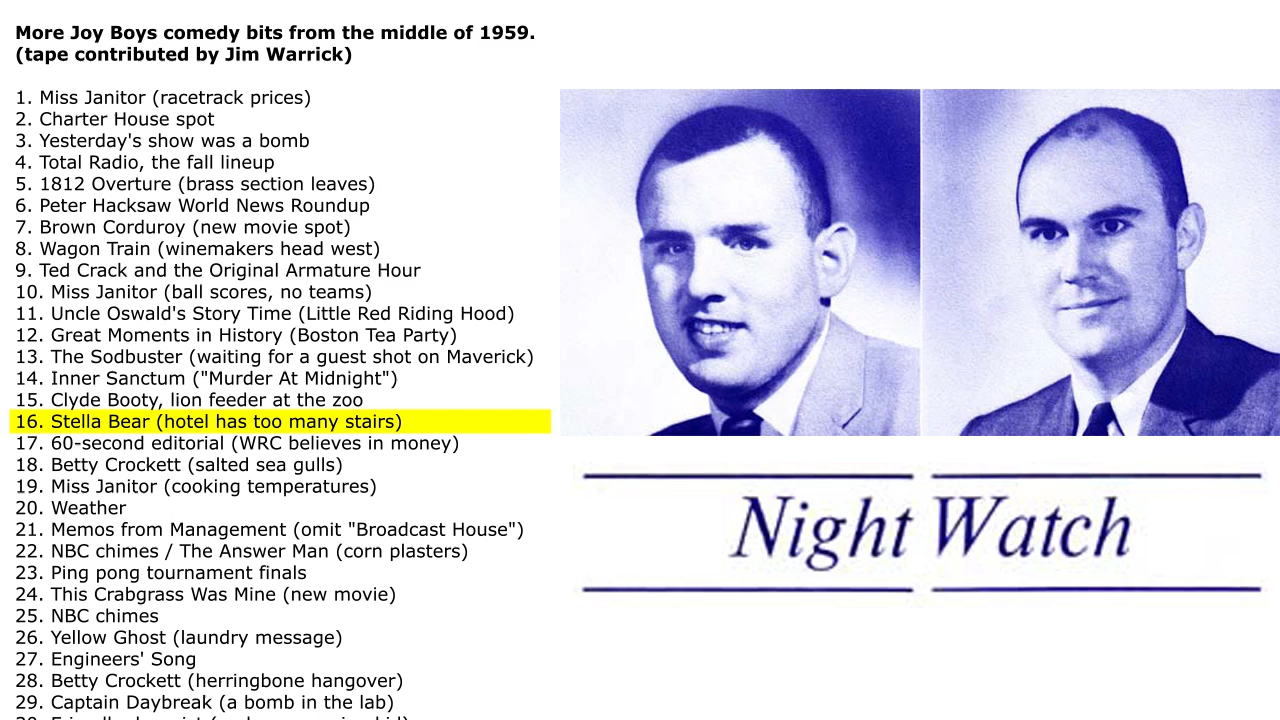 More Joy Boys comedy bits from the middle of 1959.
(tape contributed by Jim Warrick)
1. Miss Janitor (racetrack prices)
2. Charter House spot
3. Yesterday's show was a bomb
4. Total Radio, the fall lineup
5. 1812 Overture (brass section leaves)
6. Peter Hacksaw World News Roundup
7. Brown Corduroy (new movie spot)
8. Wagon Train (winemakers head west)
9. Ted Crack and the Original Armature Hour
10. Miss Janitor (ball scores, no teams)
11. Uncle Oswald's Story Time (Little Red Riding Hood)
12. Great Moments in History (Boston Tea Party)
13. The Sodbuster (waiting for a guest shot on Maverick)
14. Inner Sanctum ("Murder At Midnight")
15. Clyde Booty, lion feeder at the zoo
16. Stella Bear (hotel has too many stairs)
17. 60-second editorial (WRC believes in money)
18. Betty Crockett (salted sea gulls)
19. Miss Janitor (cooking temperatures)
20. Weather
21. Memos from Management (omit "Broadcast House")
22. NBC chimes / The Answer Man (corn plasters)
23. Ping pong tournament finals
24. This Crabgrass Was Mine (new movie)
25. NBC chimes
26. Yellow Ghost (laundry message)
27. Engineers' Song
28. Betty Crockett (herringbone hangover)
29. Captain Daybreak (a bomb in the lab)
Night Watch